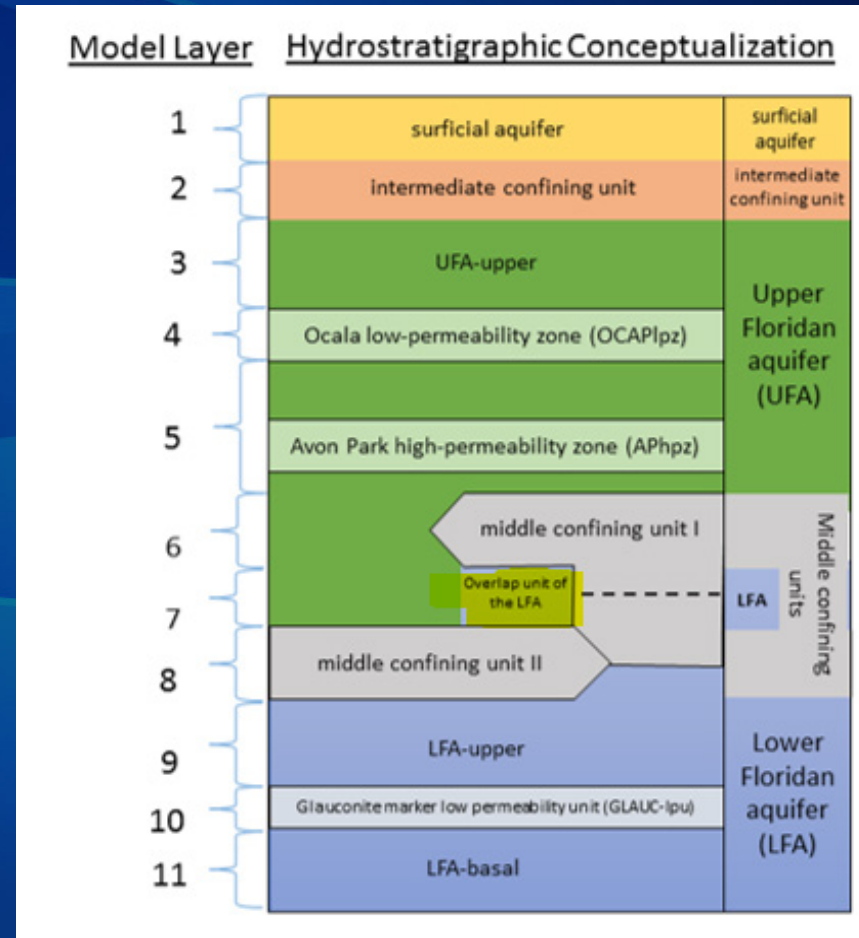 Model Layer
Hydrostratigraphic Conceptualization
1
surficial aquifer
surficial
aquifer
2
intermediate confining unit
intermediate
confining unit
3
UFA-upper
Upper
Floridan
aquifer
(UFA)
4
Ocala low-permeability zone (OCAPlpz)
5
Avon Park high-permeability zone (APhpz)
6
middle confining unit I
Middle confining
units
7
Overlap unit of
the LFA
LFA
8
middle confining unit II
9
LFA-upper
Lower
Floridan
aquifer
(LFA)
10
Glauconite marker low permeability unit (GLAUC-lpu)
11
LFA-basal